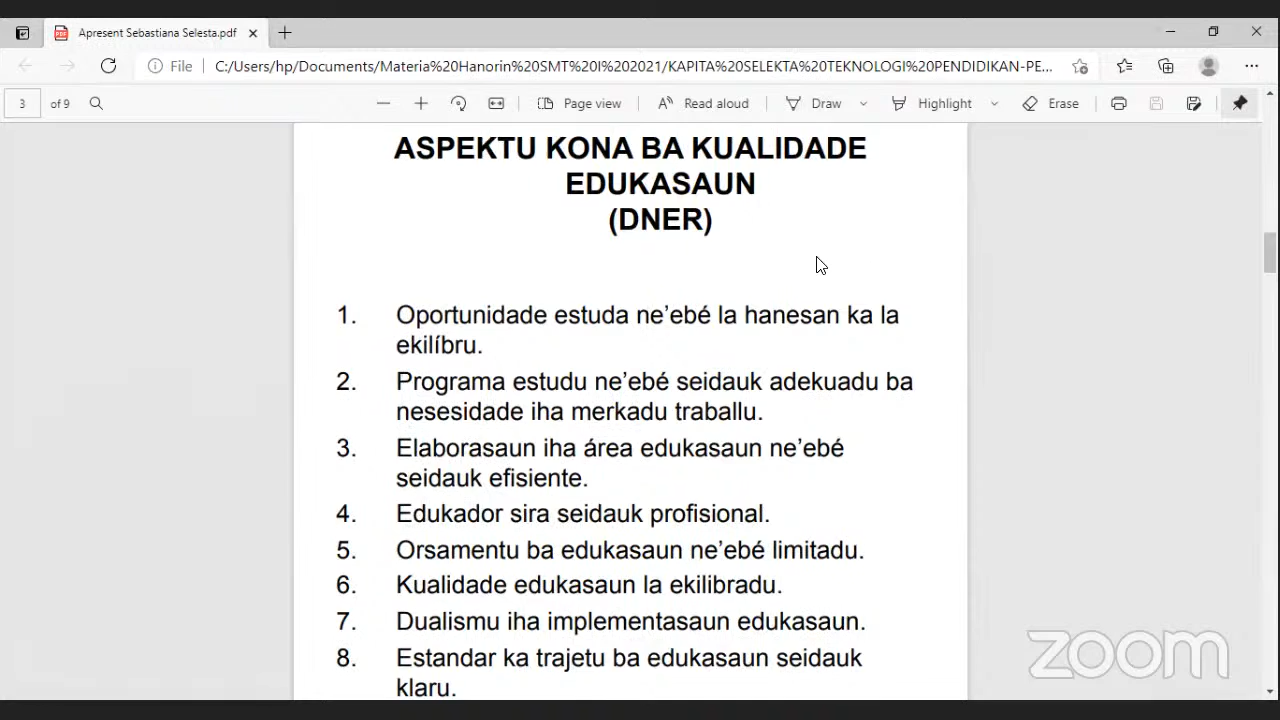 Apresent Sebastiana Selesta.pdf
File
C:/Users/hp/Documents/Materia%20Hanorin%20SMT%20I%202021/KAPITA%20SELEKTA%20TEKNOLOGI%20PENDIDIKAN-PE...
3 of 9
Page view
Read aloud
Draw
Highlight
Erase
ASPEKTU KONA BA KUALIDADE
EDUKASAUN
(DNER)
1. Oportunidade estuda ne’ebé la hanesan ka la
ekilíbru.
2. Programa estudu ne’ebé seidauk adekuadu ba
nesesidade iha merkadu traballu.
3. Elaborasaun iha área edukasaun ne’ebé
seidauk efisiente.
4. Edukador sira seidauk profisional.
5. Orsamentu ba edukasaun ne’ebé limitadu.
6. Kualidade edukasaun la ekilibradu.
7. Dualismu iha implementasaun edukasaun.
8. Estandar ka trajetu ba edukasaun seidauk
klaru.
zoom